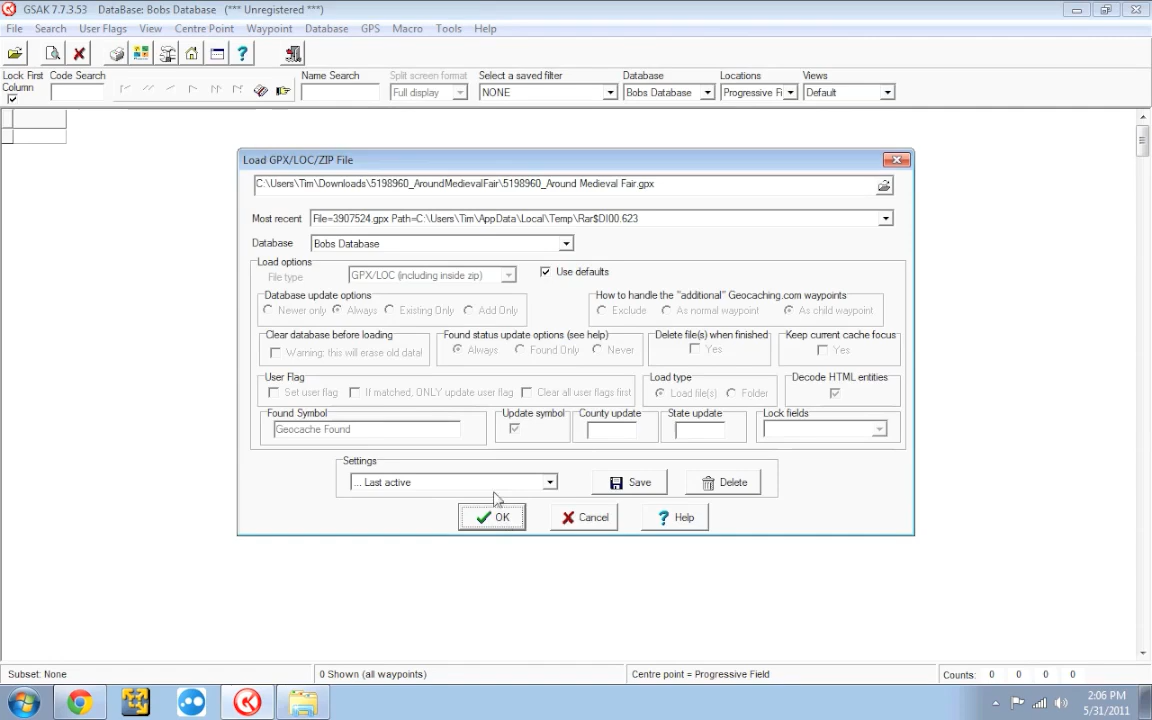 GSAK 7.7.3.53 DataBase: Bobs Database (*** Unregistered ***)
File Search User Flags View Centre Point Waypoint Database GPS Macro Tools Help
Lock First Column Code Search Name Search Split screen format Select a saved filter Database Locations Views
Full display NONE Bobs Database Progressive Fi Default
Load GPX/LOC/ZIP File
C:\Users\Tim\Downloads\5198960_AroundMedievalFair\5198960_Around Medieval Fair.gpx
Most recent File=3907524.gpx Path=C:\Users\Tim\AppData\Local\Temp\Rar$DI00.623
Database Bobs Database
Load options
File type GPX/LOC (including inside zip) Use defaults
Database update options How to handle the "additional" Geocaching.com waypoints
Newer only Always Existing Only Add Only Exclude As normal waypoint As child waypoint
Clear database before loading Found status update options (see help) Delete file(s) when finished Keep current cache focus
Warning: this will erase old data! Always Found Only Never Yes Yes
User Flag Load type Decode HTML entities
Set user flag If matched, ONLY update user flag Clear all user flags first Load file(s) Folder
Found Symbol Update symbol County update State update Lock fields
Geocache Found
Settings
... Last active Save Delete
OK Cancel Help
Subset: None 0 Shown (all waypoints) Centre point = Progressive Field Counts: 0 0 0 0
2:06 PM
5/31/2011